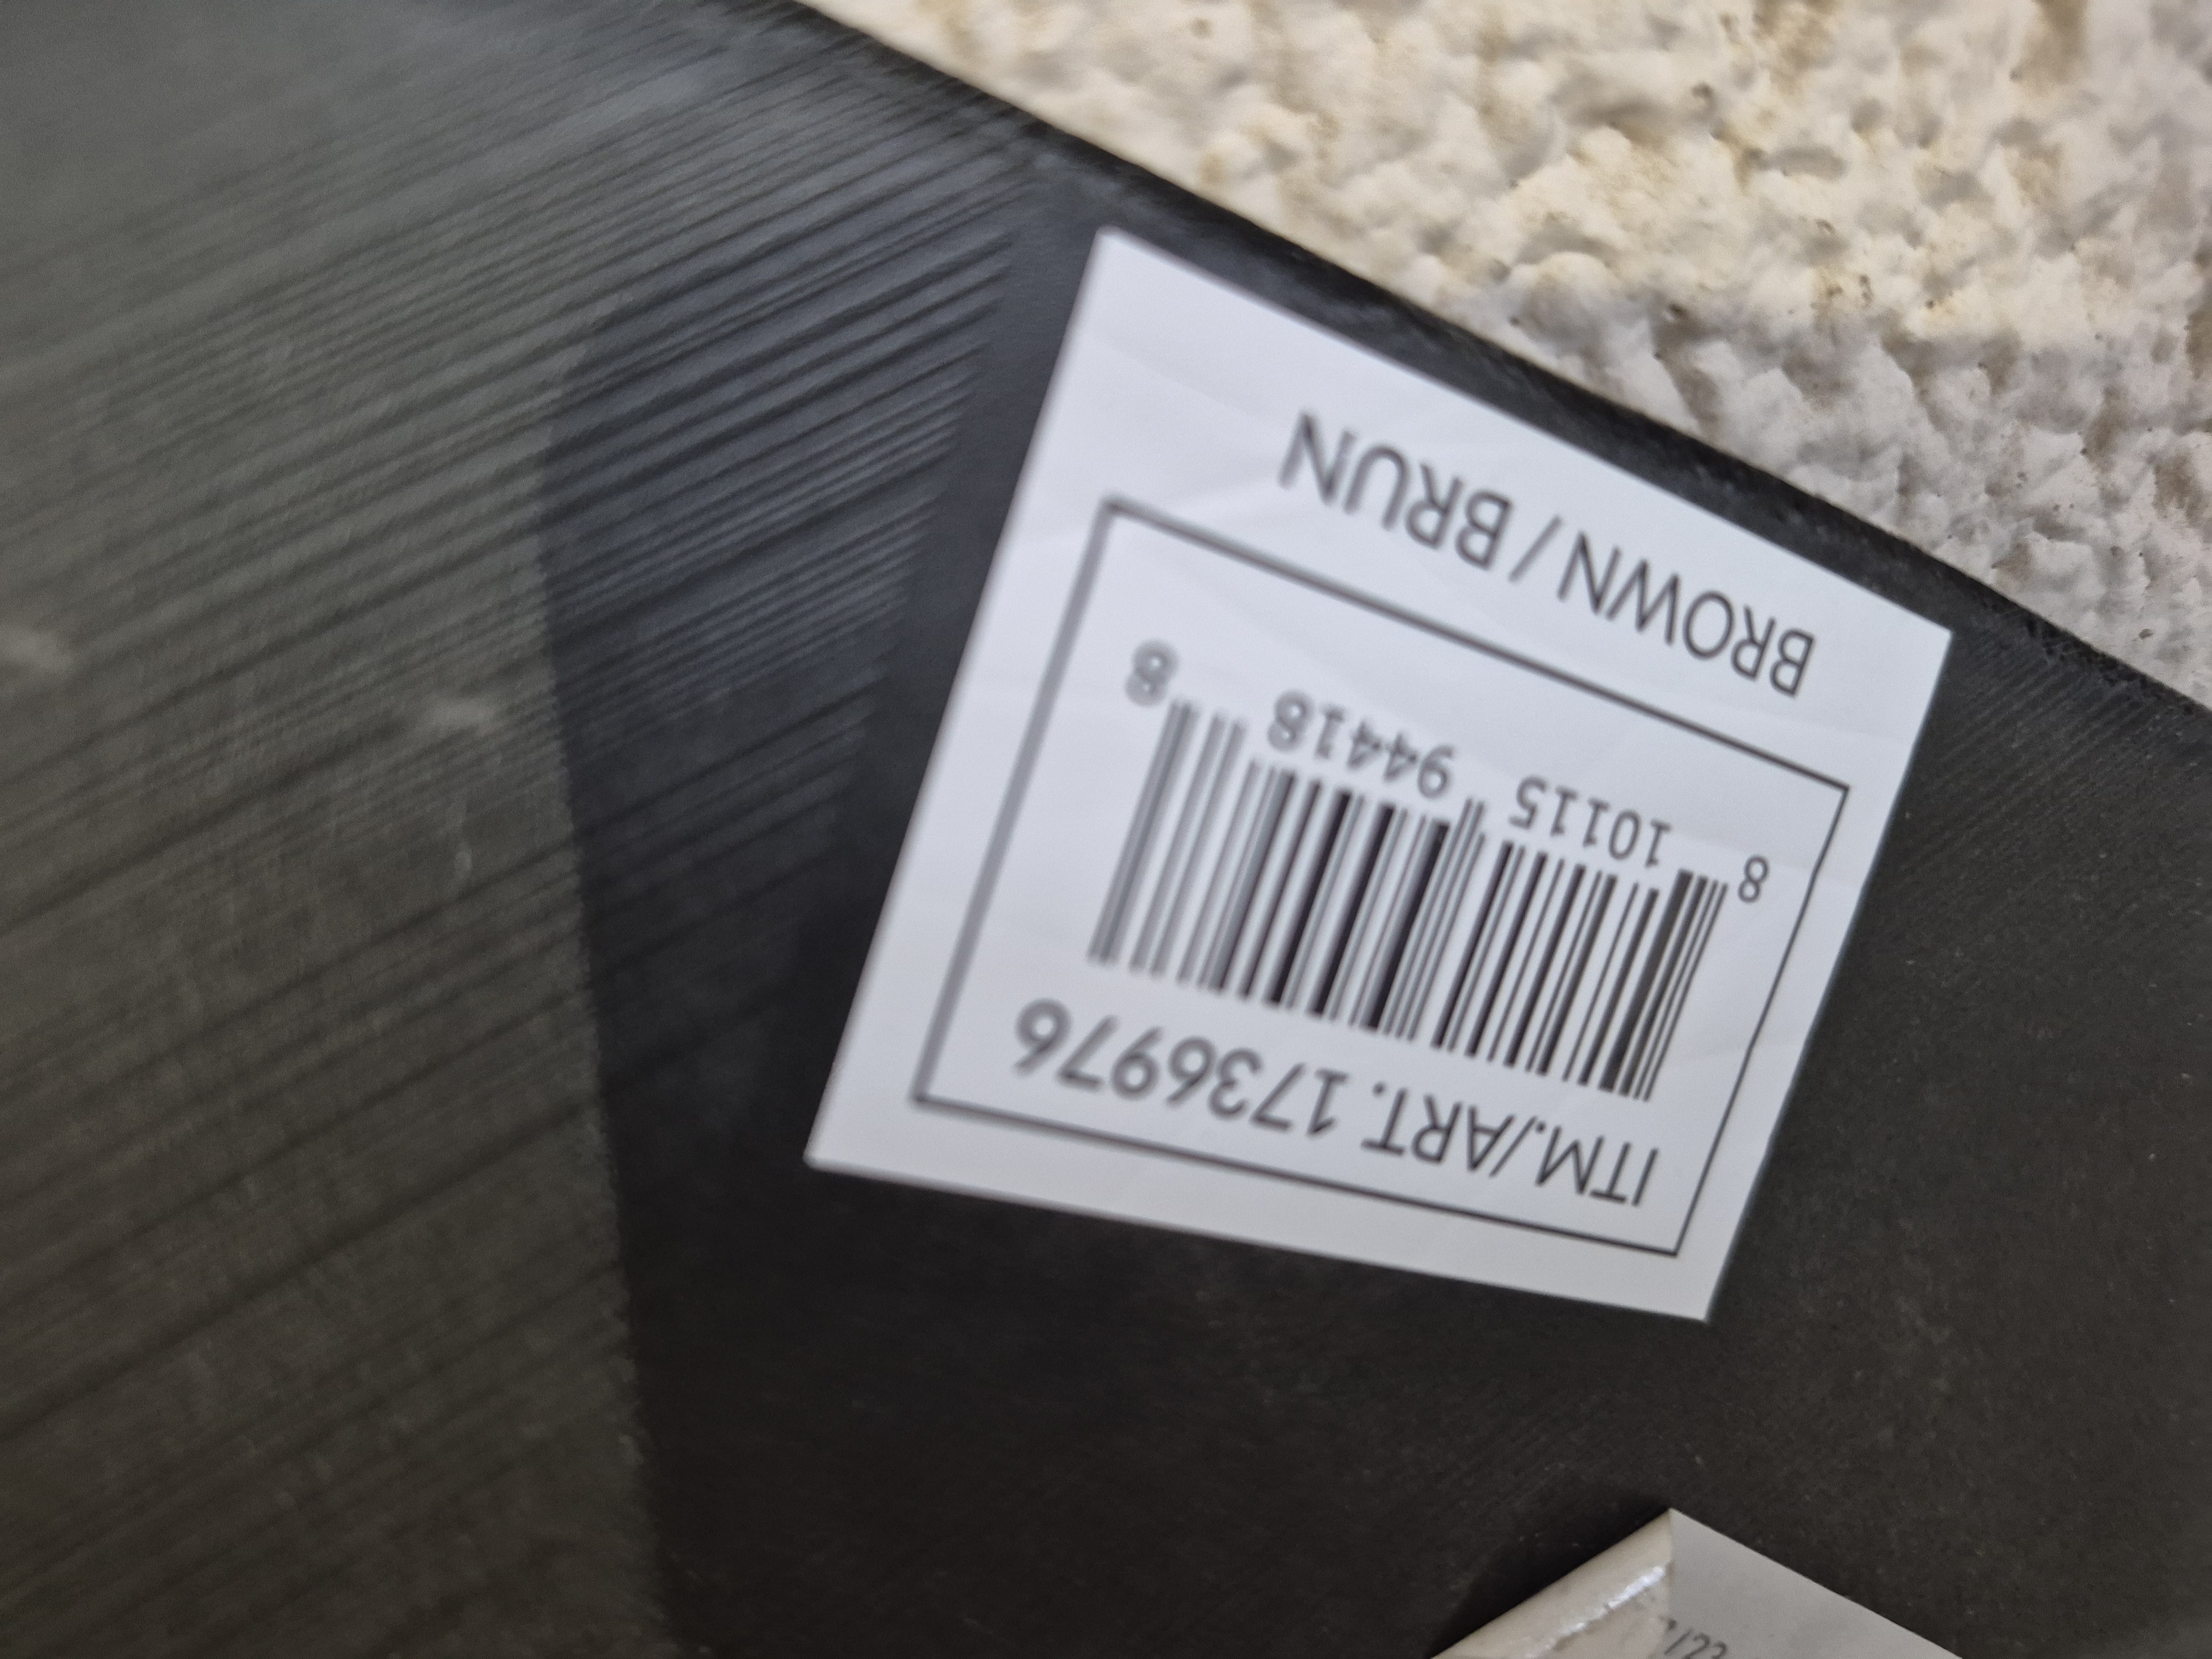 ITM./ART. 1736976
8 10115 94418 8
BROWN / BRUN